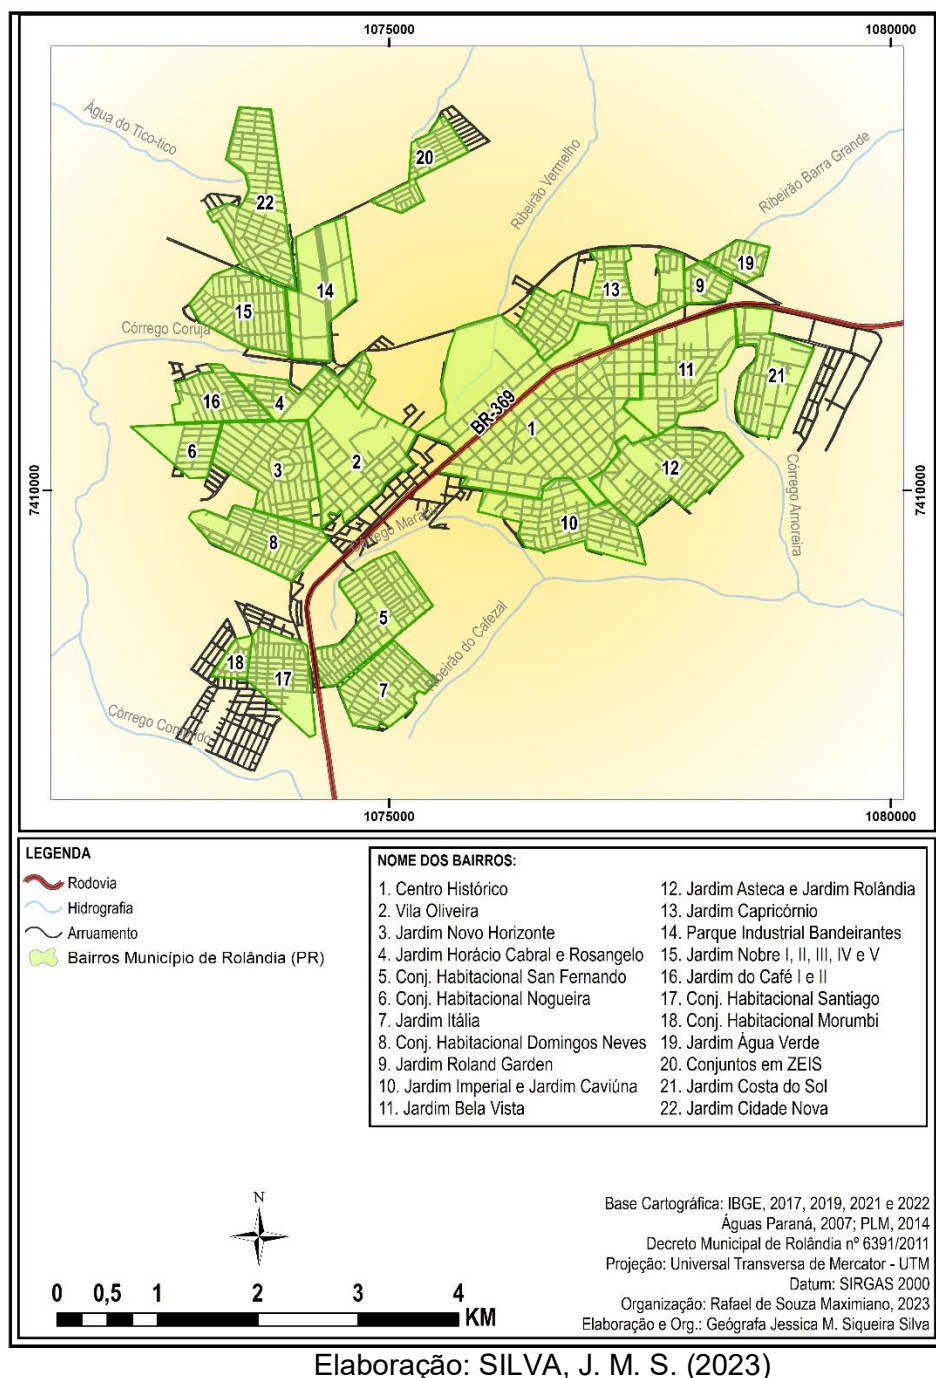 1075000
1080000
Água do Tico-tico
20
Ribeirão Vermelho
Ribeirão Barra Grande
22
19
14
13
9
15
Córrego Coruja
11
21
BR-369
16
4
1
6
3
2
12
7410000
7410000
10
Córrego Amoreira
8
5
Ribeirão do Cafezal
18
17
7
Córrego
1075000
1080000
LEGENDA
Rodovia
Hidrografia
Arruamento
Bairros Município de Rolândia (PR)
NOME DOS BAIRROS:
1. Centro Histórico
2. Vila Oliveira
3. Jardim Novo Horizonte
4. Jardim Horácio Cabral e Rosangelo
5. Conj. Habitacional San Fernando
6. Conj. Habitacional Nogueira
7. Jardim Itália
8. Conj. Habitacional Domingos Neves
9. Jardim Roland Garden
10. Jardim Imperial e Jardim Caviúna
11. Jardim Bela Vista
12. Jardim Asteca e Jardim Rolândia
13. Jardim Capricórnio
14. Parque Industrial Bandeirantes
15. Jardim Nobre I, II, III, IV e V
16. Jardim do Café I e II
17. Conj. Habitacional Santiago
18. Conj. Habitacional Morumbi
19. Jardim Água Verde
20. Conjuntos em ZEIS
21. Jardim Costa do Sol
22. Jardim Cidade Nova
N
0 0,5 1 2 3 4
KM
Base Cartográfica: IBGE, 2017, 2019, 2021 e 2022
Águas Paraná, 2007; PLM, 2014
Decreto Municipal de Rolândia nº 6391/2011
Projeção: Universal Transversa de Mercator - UTM
Datum: SIRGAS 2000
Organização: Rafael de Souza Maximiano, 2023
Elaboração e Org.: Geógrafa Jessica M. Siqueira Silva
Elaboração: SILVA, J. M. S. (2023)